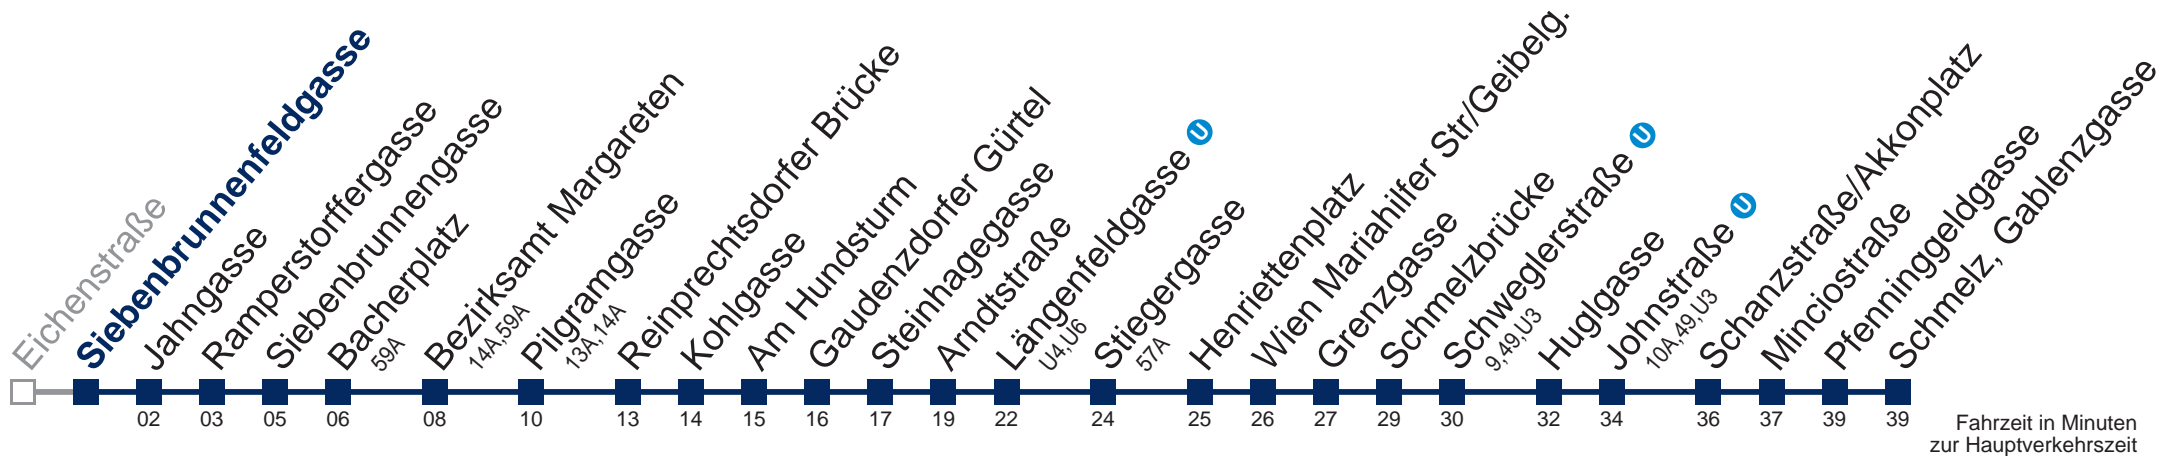 Eichenstraße
Siebenbrunnenfeldgasse
Jahngasse
Ramperstoffergasse
Siebenbrunnengasse
Bacherplatz
59A
Bezirksamt Margareten
14A,59A
Pilgramgasse
13A,14A
Reinprechtsdorfer Brücke
Kohlgasse
Am Hundsturm
Gaudenzdorfer Gürtel
Steinhagegasse
Arndtstraße
Längenfeldgasse U
U4,U6
Stiegergasse
57A
Henriettenplatz
Wien Mariahilfer Str/Geibelg.
Grenzgasse
Schmelzbrücke
Schweglerstraße U
9,49,U3
Huglgasse
Johnstraße U
10A,49,U3
Schanzstraße/Akkonplatz
Minciostraße
Pfenninggeldgasse
Schmelz, Gablenzgasse
02 03 05 06 08 10 13 14 15 16 17 19 22 24 25 26 27 29 30 32 34 36 37 39 39
Fahrzeit in Minuten
zur Hauptverkehrszeit